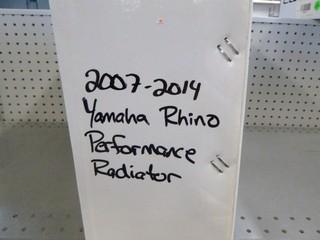 2007-2014
Yamaha Rhino
Performance
Radiator